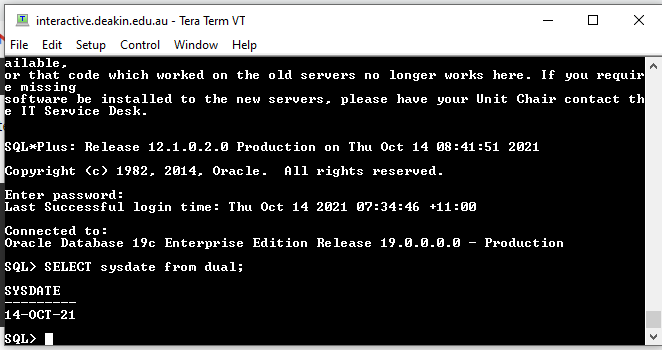 interactive.deakin.edu.au - Tera Term VT
File Edit Setup Control Window Help
ailable,
or that code which worked on the old servers no longer works here. If you requir
e missing
software be installed to the new servers, please have your Unit Chair contact th
e IT Service Desk.
SQL*Plus: Release 12.1.0.2.0 Production on Thu Oct 14 08:41:51 2021
Copyright (c) 1982, 2014, Oracle. All rights reserved.
Enter password:
Last Successful login time: Thu Oct 14 2021 07:34:46 +11:00
Connected to:
Oracle Database 19c Enterprise Edition Release 19.0.0.0.0 - Production
SQL> SELECT sysdate from dual;
SYSDATE
---------
14-OCT-21
SQL>